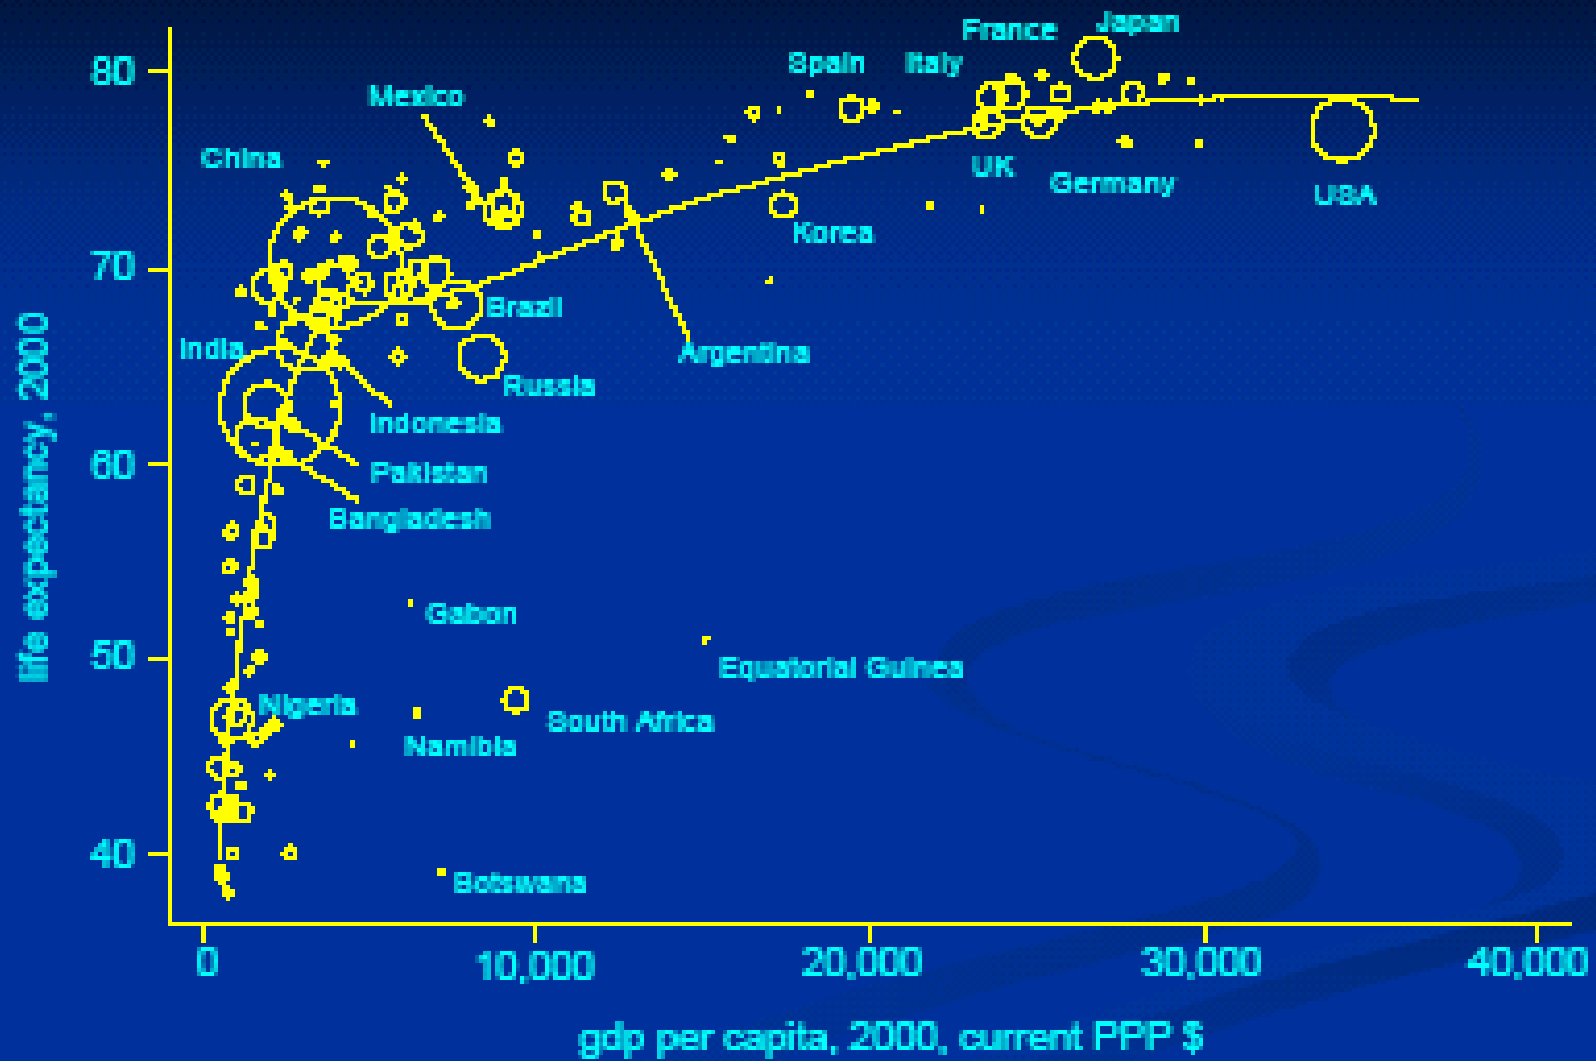 France Japan
Spain Italy
80
Mexico
China
UK
Germany
USA
Korea
70
Brazil
India
Argentina
Russia
Indonesia
60
Pakistan
Bangladesh
life expectancy, 2000
Gabon
50
Equatorial Guinea
Nigeria
South Africa
Namibia
40
Botswana
0 10,000 20,000 30,000 40,000
gdp per capita, 2000, current PPP $